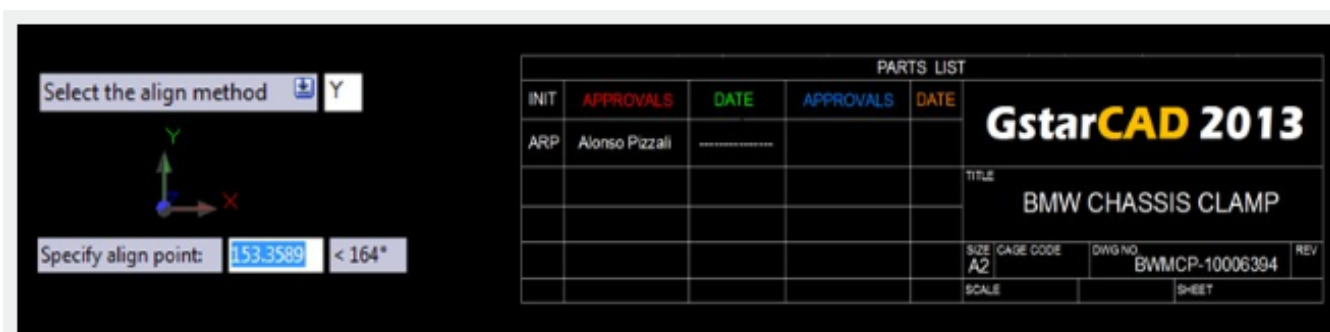 Select the align method Y
Y
Z X
Specify align point: 153.3589 < 164°
PARTS LIST
INIT APPROVALS DATE APPROVALS DATE
GstarCAD 2013
ARP Alonso Pizzali ----------------
TITLE
BMW CHASSIS CLAMP
SIZE CAGE CODE DWG NO REV
A2 BWMCP-10006394
SCALE SHEET